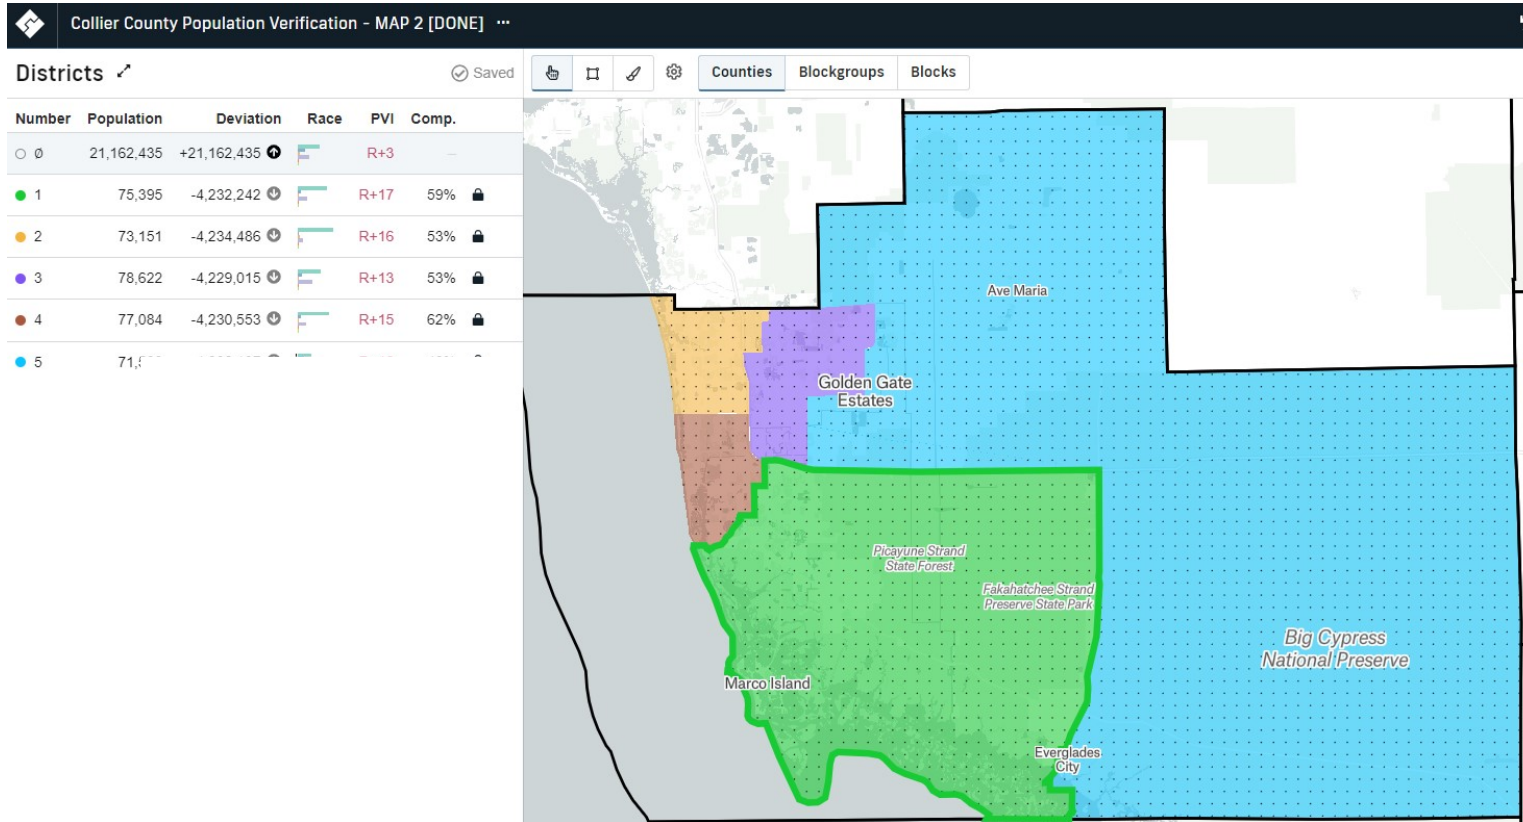 Collier County Population Verification - MAP 2 [DONE] ···
Districts
Saved
Counties Blockgroups Blocks
Number Population Deviation Race PVI Comp.
Ø 21,162,435 +21,162,435 R+3 —
1 75,395 -4,232,242 R+17 59%
2 73,151 -4,234,486 R+16 53%
3 78,622 -4,229,015 R+13 53%
4 77,084 -4,230,553 R+15 62%
5
Ave Maria
Golden Gate
Estates
Picayune Strand
State Forest
Fakahatchee Strand
Preserve State Park
Big Cypress
National Preserve
Marco Island
Everglades
City